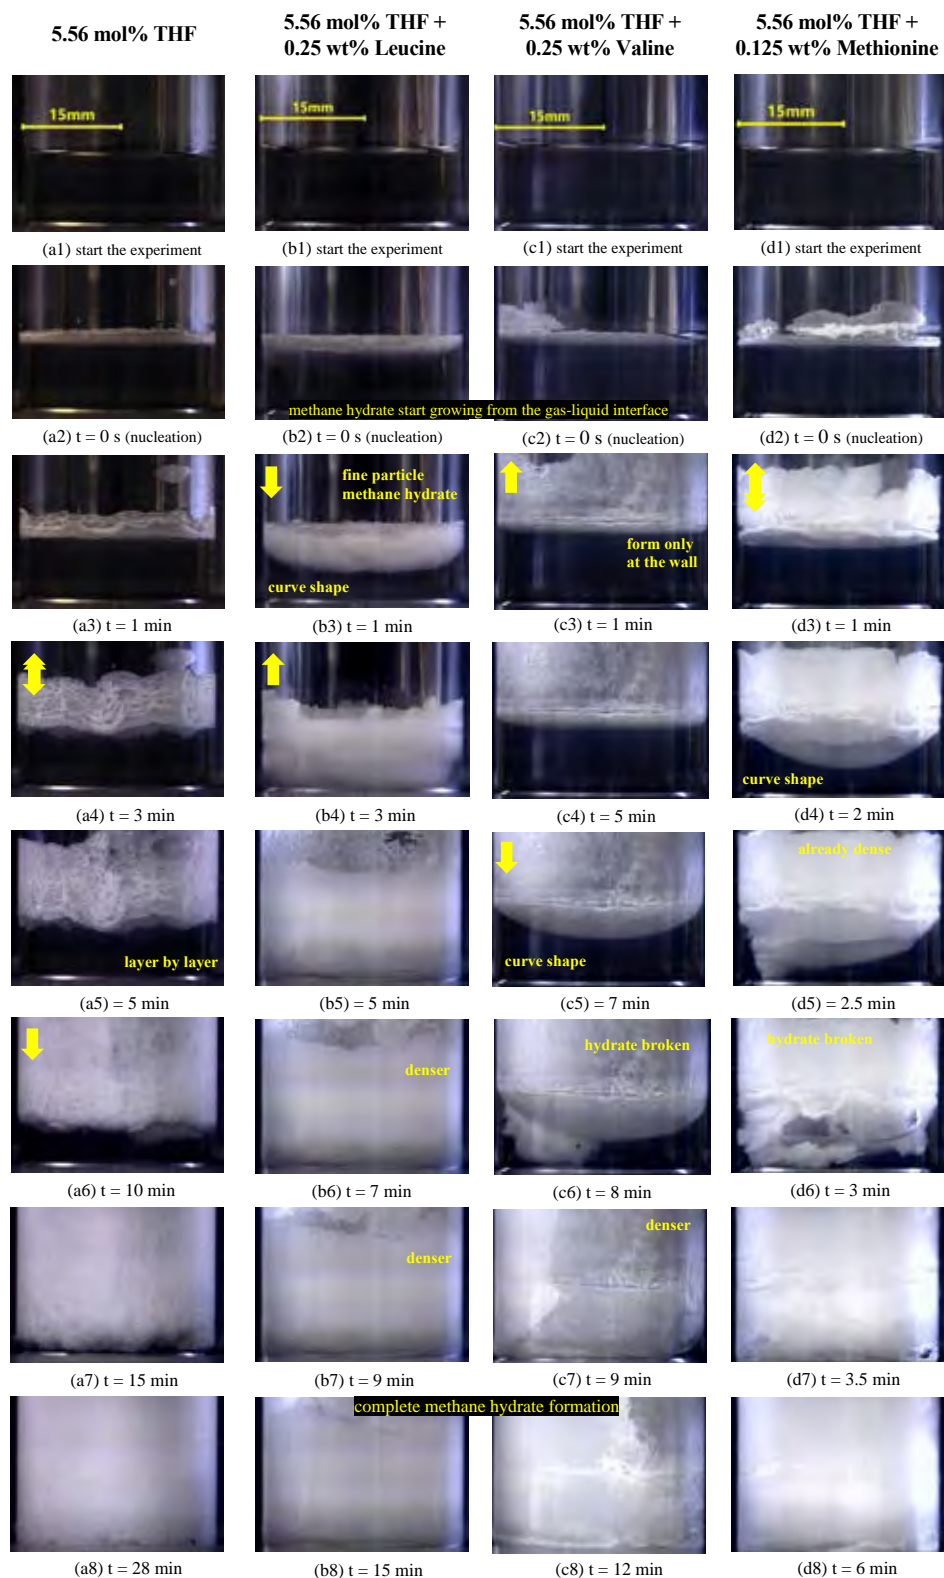 5.56 mol% THF
5.56 mol% THF +
0.25 wt% Leucine
5.56 mol% THF +
0.25 wt% Valine
5.56 mol% THF +
0.125 wt% Methionine
15mm
15mm
15mm
15mm
(a1) start the experiment
(b1) start the experiment
(c1) start the experiment
(d1) start the experiment
methane hydrate start growing from the gas-liquid interface
(a2) t = 0 s (nucleation)
(b2) t = 0 s (nucleation)
(c2) t = 0 s (nucleation)
(d2) t = 0 s (nucleation)
fine particle
methane hydrate
curve shape
form only
at the wall
(a3) t = 1 min
(b3) t = 1 min
(c3) t = 1 min
(d3) t = 1 min
curve shape
(a4) t = 3 min
(b4) t = 3 min
(c4) t = 5 min
(d4) t = 2 min
layer by layer
curve shape
already dense
(a5) = 5 min
(b5) = 5 min
(c5) = 7 min
(d5) = 2.5 min
denser
hydrate broken
hydrate broken
(a6) t = 10 min
(b6) t = 7 min
(c6) t = 8 min
(d6) t = 3 min
denser
denser
(a7) t = 15 min
(b7) t = 9 min
(c7) t = 9 min
(d7) t = 3.5 min
complete methane hydrate formation
(a8) t = 28 min
(b8) t = 15 min
(c8) t = 12 min
(d8) t = 6 min